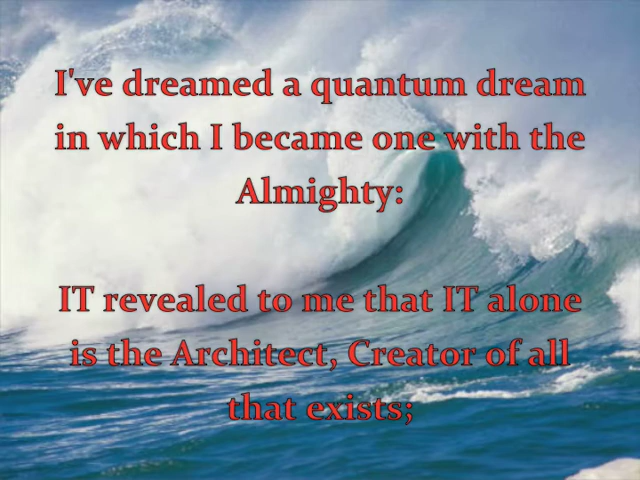 I've dreamed a quantum dream
in which I became one with the
Almighty:
IT revealed to me that IT alone
is the Architect, Creator of all
that exists;